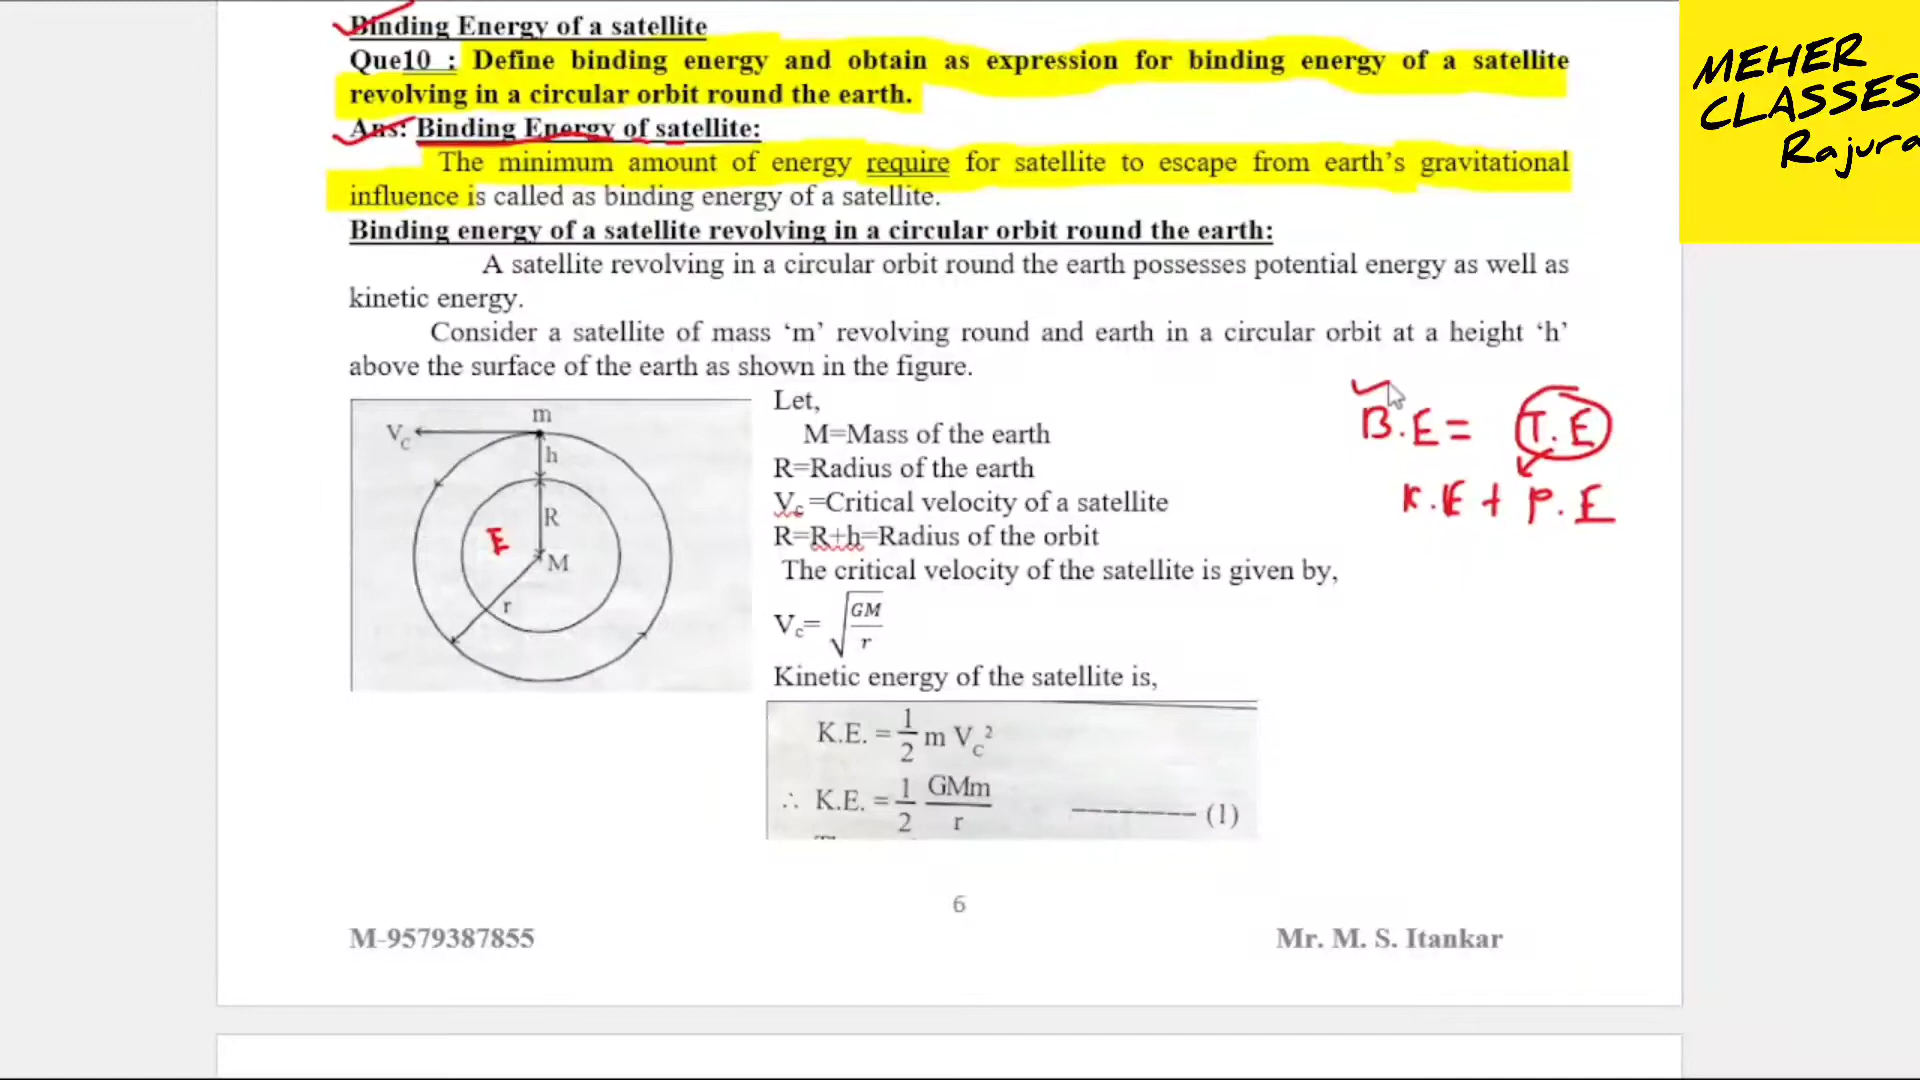 Binding Energy of a satellite
Que10 : Define binding energy and obtain as expression for binding energy of a satellite
revolving in a circular orbit round the earth.
Ans: Binding Energy of satellite:
The minimum amount of energy require for satellite to escape from earth's gravitational
influence is called as binding energy of a satellite.
Binding energy of a satellite revolving in a circular orbit round the earth:
A satellite revolving in a circular orbit round the earth possesses potential energy as well as
kinetic energy.
Consider a satellite of mass 'm' revolving round and earth in a circular orbit at a height 'h'
above the surface of the earth as shown in the figure.
m
Vc
h
R
E
M
r
Let,
M=Mass of the earth
R=Radius of the earth
Vc =Critical velocity of a satellite
R=R+h=Radius of the orbit
The critical velocity of the satellite is given by,
Vc= √(GM/r)
Kinetic energy of the satellite is,
K.E. = 1/2 m Vc²
∴ K.E. = 1/2 GMm/r ———— (1)
B.E = T.E
K.E + P.E
6
M-9579387855
Mr. M. S. Itankar
MEHER
CLASSES
Rajura